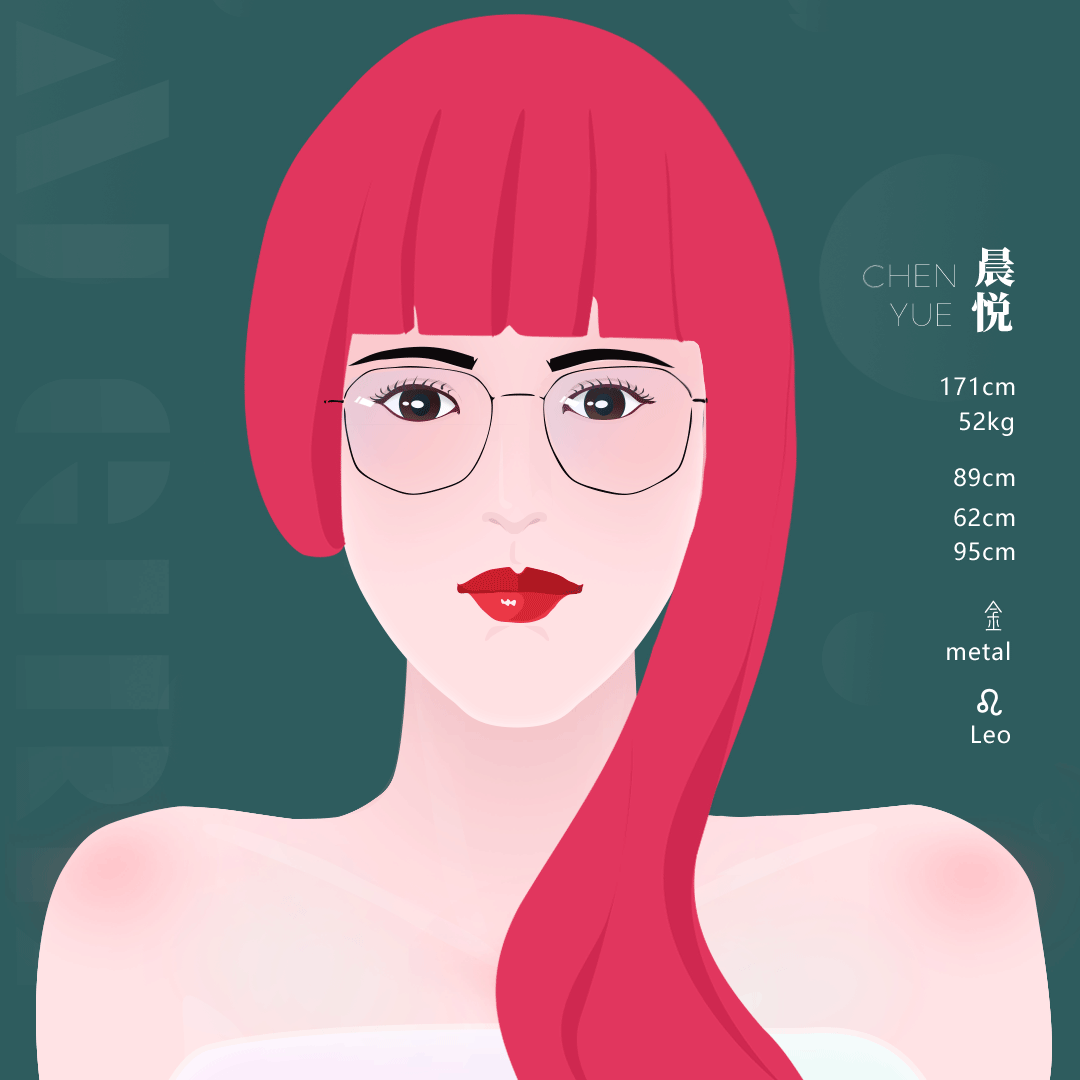 CHEN
YUE
晨
悦
171cm
52kg
89cm
62cm
95cm
金
metal
♌
Leo